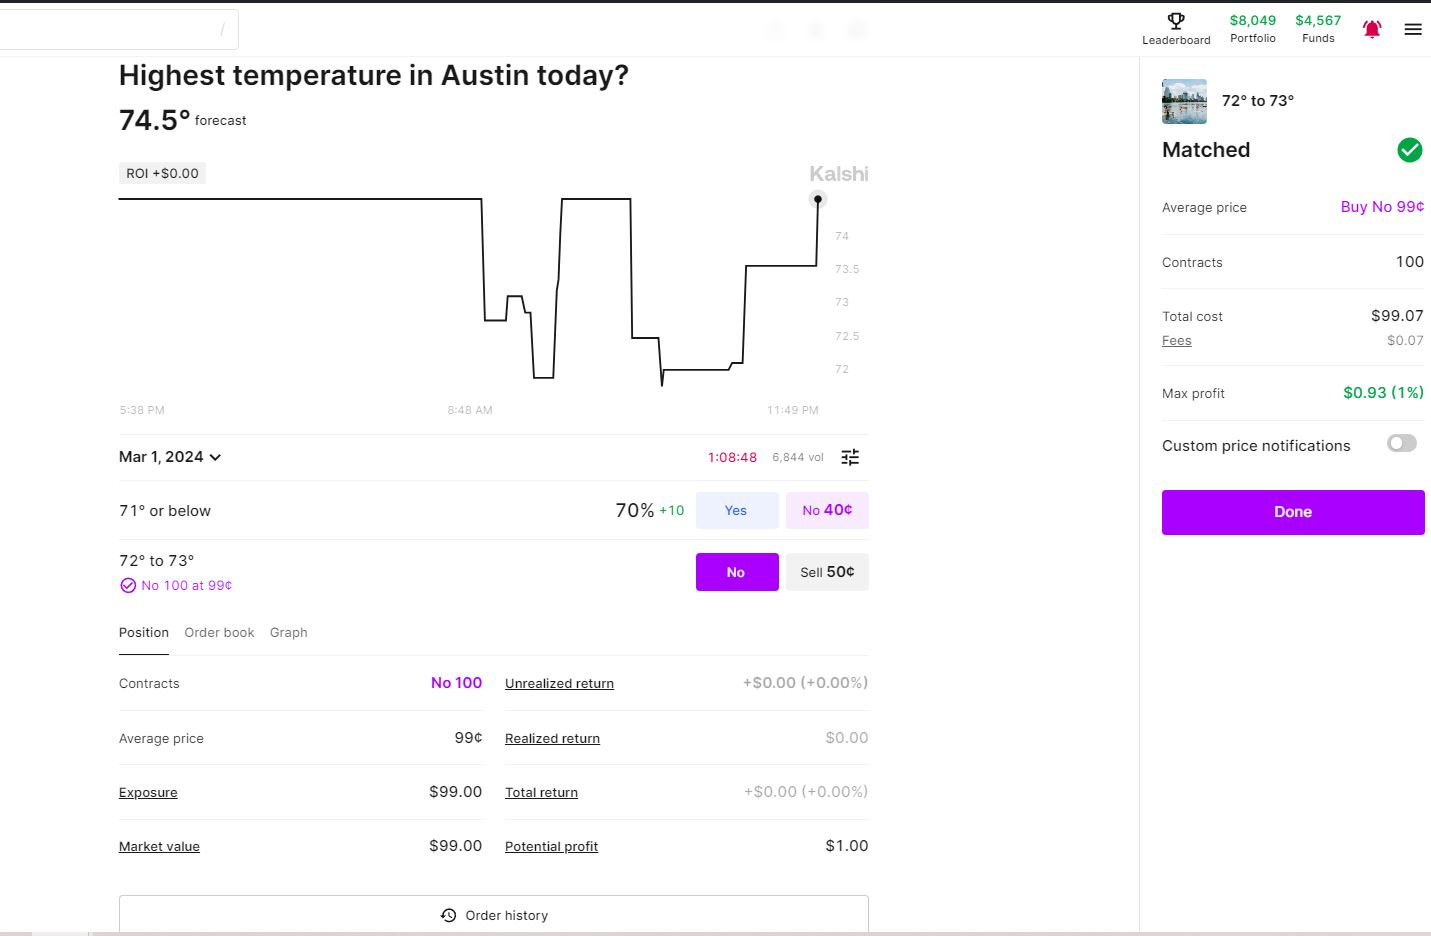 /
Leaderboard
$8,049
Portfolio
$4,567
Funds
Highest temperature in Austin today?
74.5° forecast
ROI +$0.00
Kalshi
74
73.5
73
72.5
72
5:38 PM
8:48 AM
11:49 PM
Mar 1, 2024
1:08:48
6,844 vol
71° or below
70% +10
Yes
No 40¢
72° to 73°
No 100 at 99¢
No
Sell 50¢
Position
Order book
Graph
Contracts
No 100
Unrealized return
+$0.00 (+0.00%)
Average price
99¢
Realized return
$0.00
Exposure
$99.00
Total return
+$0.00 (+0.00%)
Market value
$99.00
Potential profit
$1.00
Order history
72° to 73°
Matched
Average price
Buy No 99¢
Contracts
100
Total cost
$99.07
Fees
$0.07
Max profit
$0.93 (1%)
Custom price notifications
Done